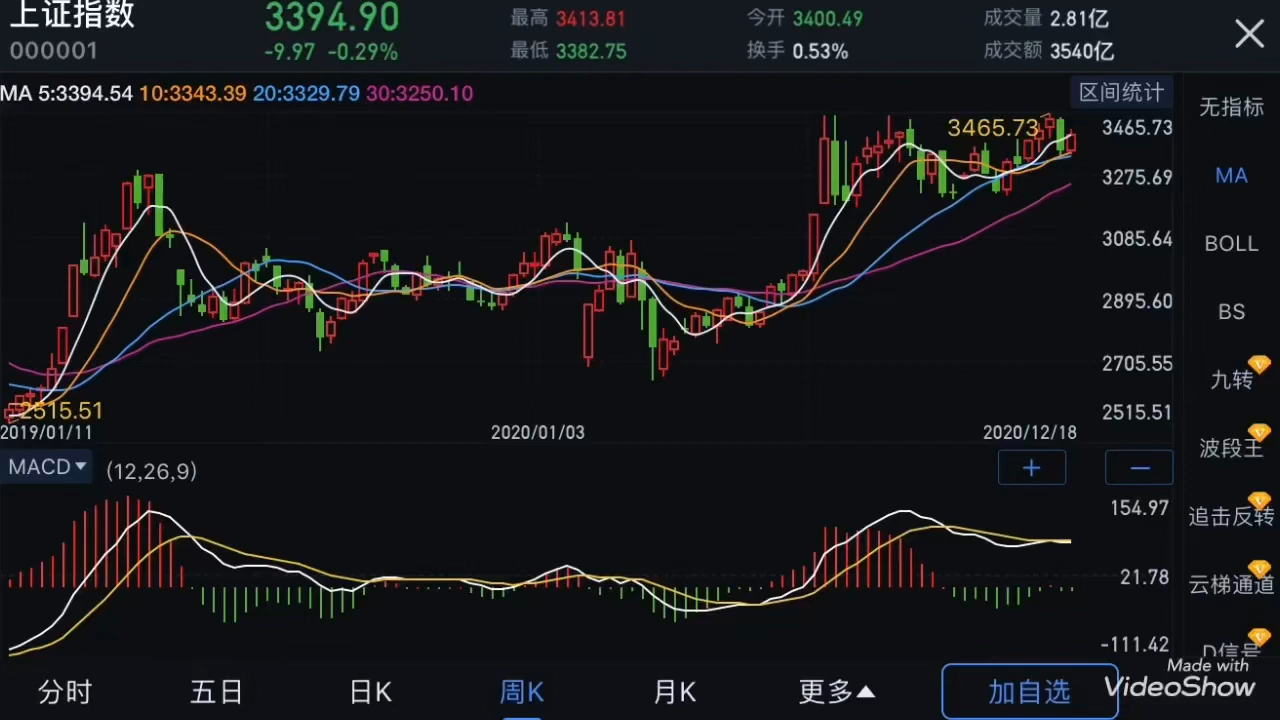 上证指数 3394.90 最高 3413.81 今开 3400.49 成交量 2.81亿
000001 -9.97 -0.29% 最低 3382.75 换手 0.53% 成交额 3540亿
MA 5:3394.54 10:3343.39 20:3329.79 30:3250.10 区间统计
无指标
3465.73 3465.73
3275.69 MA
3085.64 BOLL
2895.60 BS
2705.55 九转
2515.51 2515.51
2019/01/11 2020/01/03 2020/12/18
波段王
MACD (12,26,9) + −
154.97 追击反转
21.78 云梯通道
-111.42 D信号
Made with
VideoShow
分时 五日 日K 周K 月K 更多 加自选